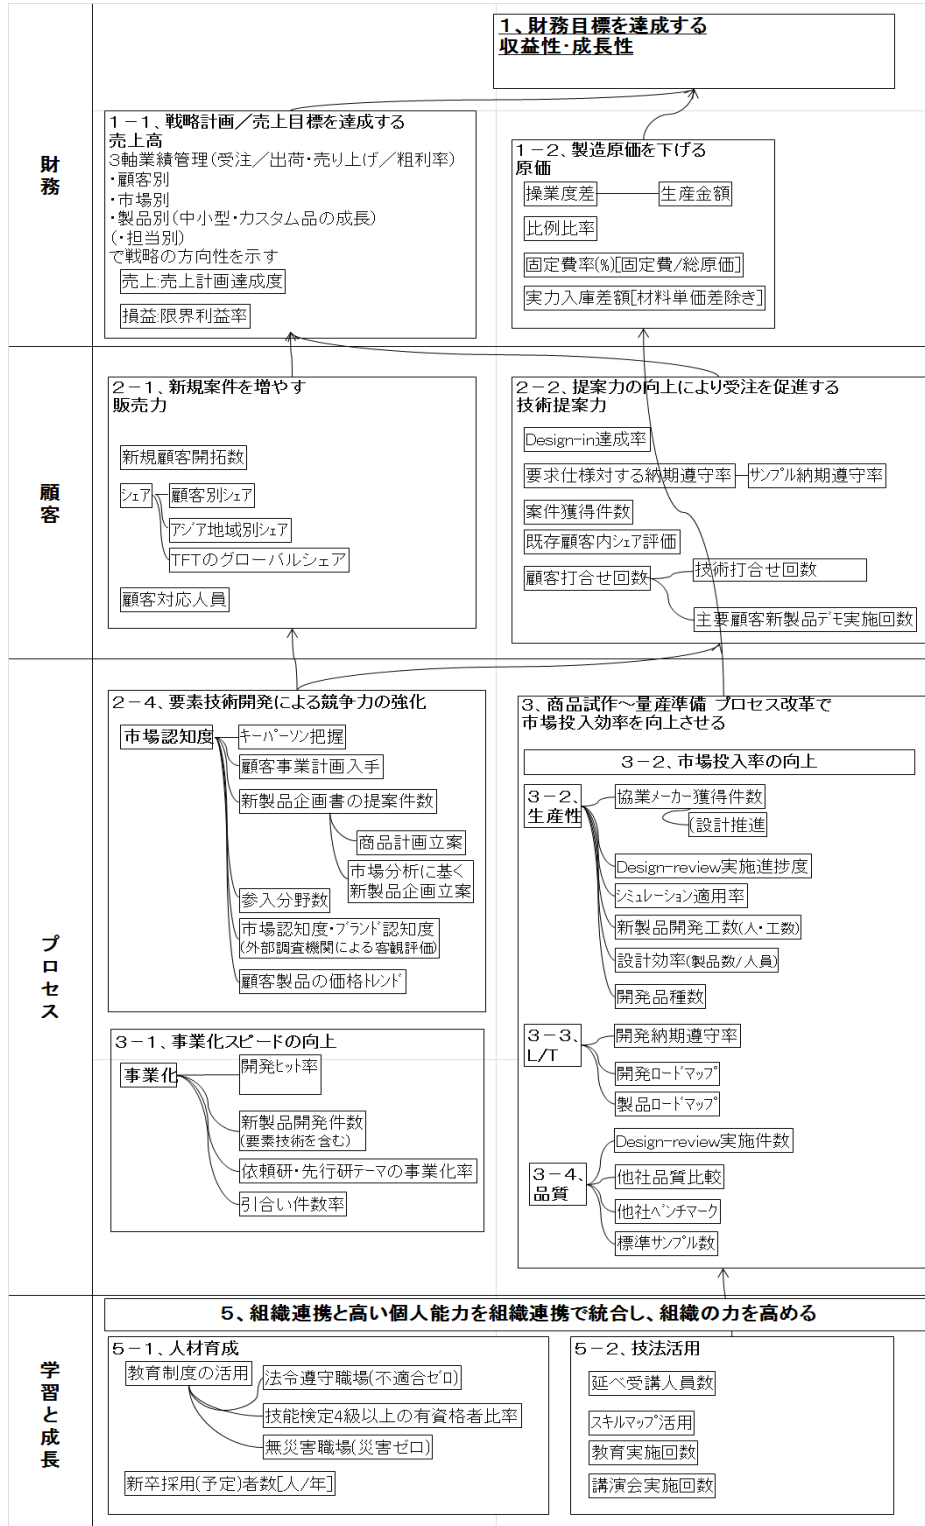 1、財務目標を達成する
収益性・成長性
財務
1－1、戦略計画／売上目標を達成する
売上高
3軸業績管理(受注／出荷・売り上げ／粗利率)
・顧客別
・市場別
・製品別(中小型・カスタム品の成長)
(・担当別)
で戦略の方向性を示す
売上:売上計画達成度
損益:限界利益率
1－2、製造原価を下げる
原価
操業度差
生産金額
比例比率
固定費率(%)[固定費/総原価]
実力入庫差額[材料単価差除き]
顧客
2－1、新規案件を増やす
販売力
新規顧客開拓数
シェア
顧客別シェア
アジア地域別シェア
TFTのグローバルシェア
顧客対応人員
2－2、提案力の向上により受注を促進する
技術提案力
Design-in達成率
要求仕様対する納期遵守率
サンプル納期遵守率
案件獲得件数
既存顧客内シェア評価
顧客打合せ回数
技術打合せ回数
主要顧客新製品デモ実施回数
プロセス
2－4、要素技術開発による競争力の強化
市場認知度
キーパーソン把握
顧客事業計画入手
新製品企画書の提案件数
商品計画立案
市場分析に基く
新製品企画立案
参入分野数
市場認知度・ブランド認知度
(外部調査機関による客観評価)
顧客製品の価格トレンド
3－1、事業化スピードの向上
事業化
開発ヒット率
新製品開発件数
(要素技術を含む)
依頼研・先行研テーマの事業化率
引合い件数率
3、商品試作～量産準備 プロセス改革で
市場投入効率を向上させる
3－2、市場投入率の向上
3－2、
生産性
協業メーカー獲得件数
(設計推進
Design-review実施進捗度
シミュレーション適用率
新製品開発工数(人・工数)
設計効率(製品数/人員)
開発品種数
3－3、
L/T
開発納期遵守率
開発ロードマップ
製品ロードマップ
3－4、
品質
Design-review実施件数
他社品質比較
他社ベンチマーク
標準サンプル数
学習と成長
5、組織連携と高い個人能力を組織連携で統合し、組織の力を高める
5－1、人材育成
教育制度の活用
法令遵守職場(不適合ゼロ)
技能検定4級以上の有資格者比率
無災害職場(災害ゼロ)
新卒採用(予定)者数[人/年]
5－2、技法活用
延べ受講人員数
スキルマップ活用
教育実施回数
講演会実施回数